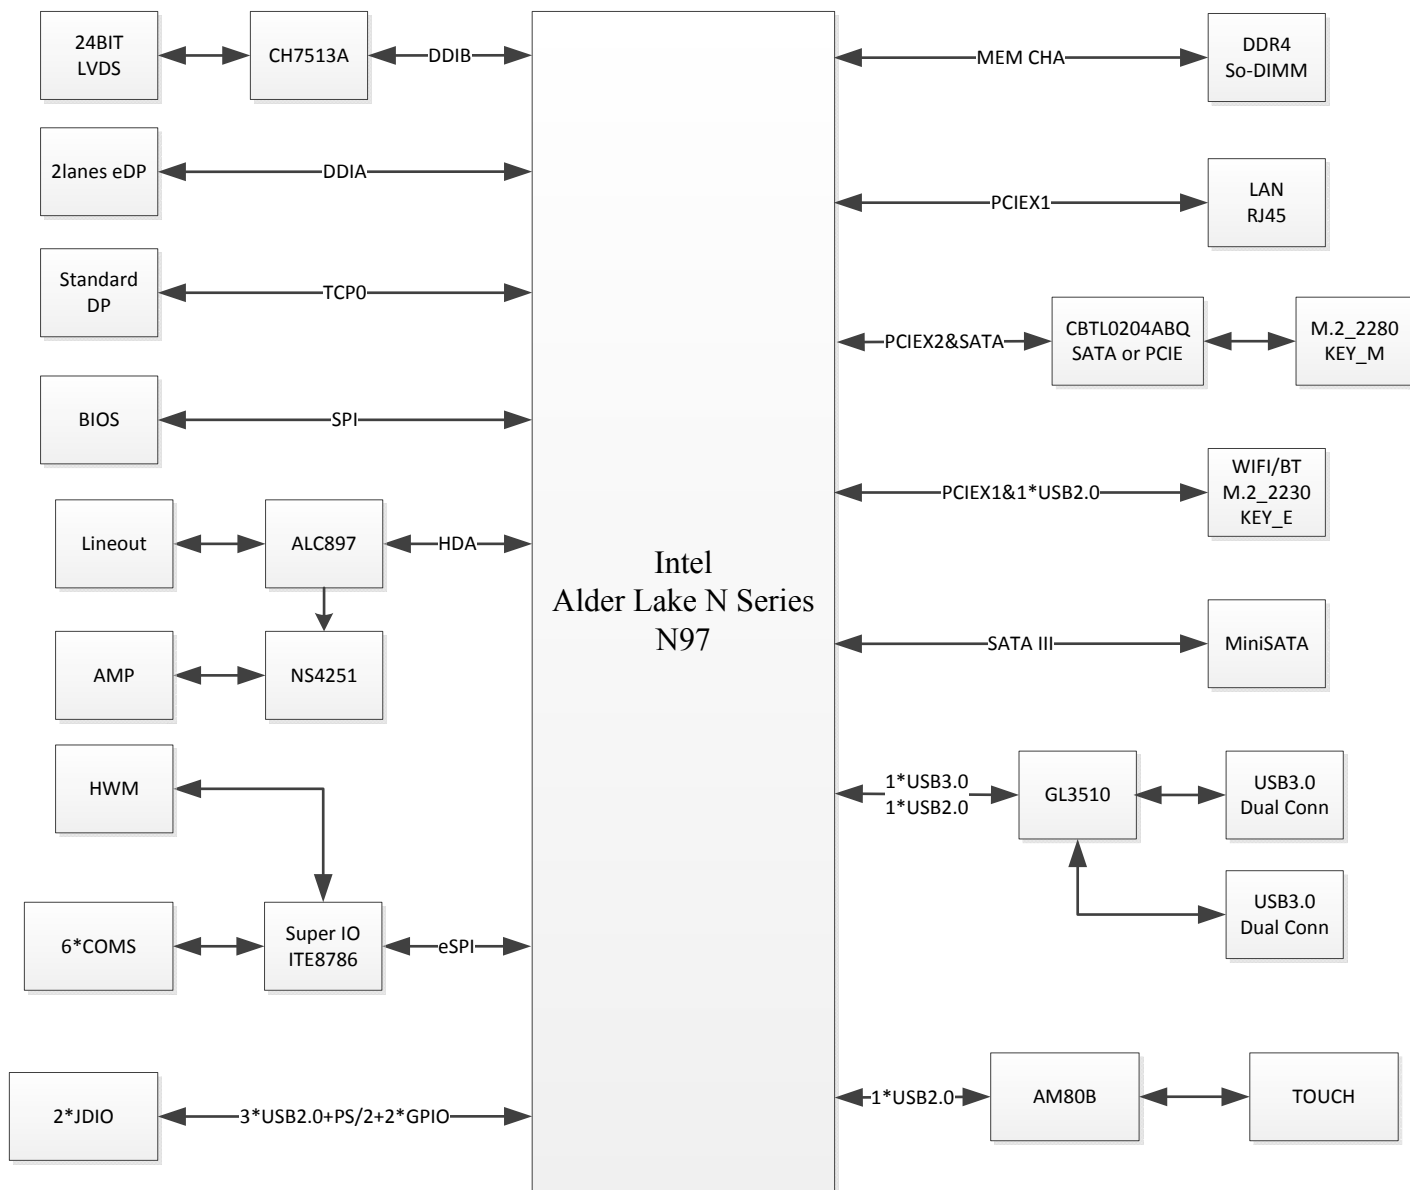 24BIT
LVDS
CH7513A
DDIB
2lanes eDP
DDIA
Standard
DP
TCP0
BIOS
SPI
Lineout
ALC897
HDA
AMP
NS4251
HWM
6*COMS
Super IO
ITE8786
eSPI
2*JDIO
3*USB2.0+PS/2+2*GPIO
Intel
Alder Lake N Series
N97
MEM CHA
DDR4
So-DIMM
PCIEX1
LAN
RJ45
PCIEX2&SATA
CBTL0204ABQ
SATA or PCIE
M.2_2280
KEY_M
PCIEX1&1*USB2.0
WIFI/BT
M.2_2230
KEY_E
SATA III
MiniSATA
1*USB3.0
1*USB2.0
GL3510
USB3.0
Dual Conn
USB3.0
Dual Conn
1*USB2.0
AM80B
TOUCH